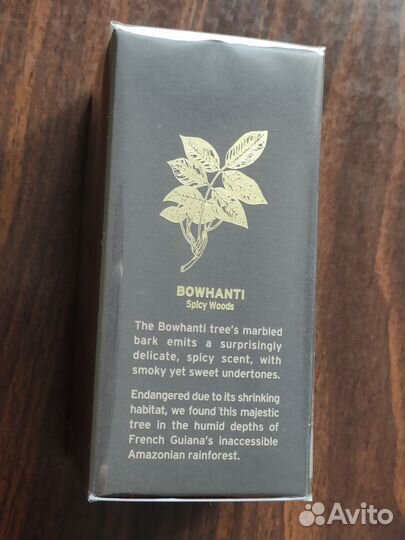 BOWHANTI
Spicy Woods
The Bowhanti tree's marbled
bark emits a surprisingly
delicate, spicy scent, with
smoky yet sweet undertones.
Endangered due to its shrinking
habitat, we found this majestic
tree in the humid depths of
French Guiana's inaccessible
Amazonian rainforest.
Avito